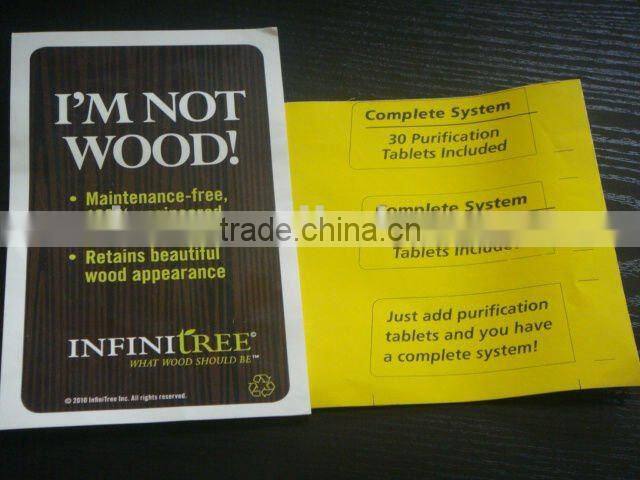 I'M NOT
WOOD!
• Maintenance-free,
• Retains beautiful
wood appearance
INFINITREE©
WHAT WOOD SHOULD BE™
© 2010 InfiniTree Inc. All rights reserved.
Complete System
30 Purification
Tablets Included
Complete System
Tablets Included
Just add purification
tablets and you have
a complete system!
trade.china.cn